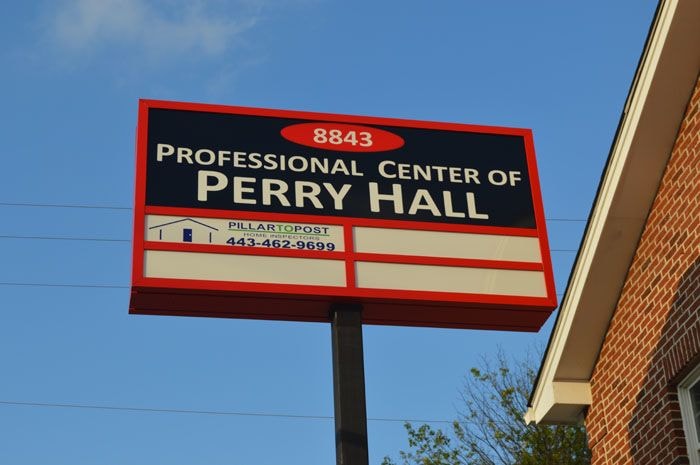 8843
PROFESSIONAL CENTER OF
PERRY HALL
PILLARTOPOST
HOME INSPECTORS
443-462-9699